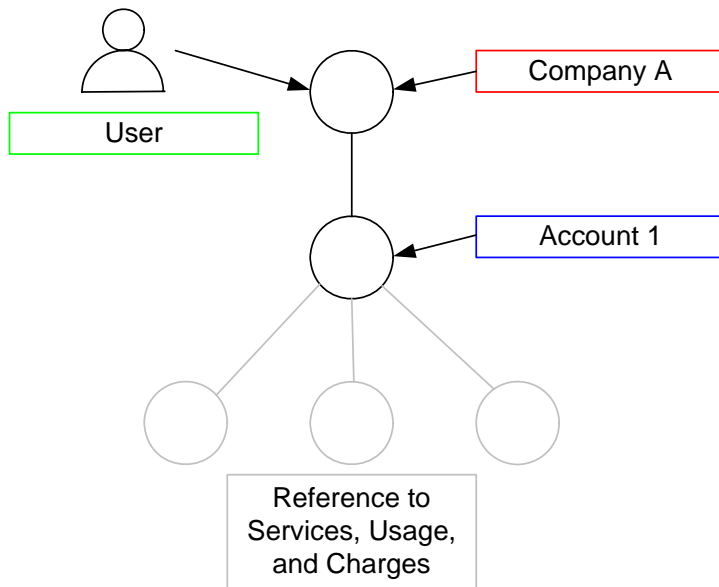 Company A
User
Account 1
Reference to
Services, Usage,
and Charges